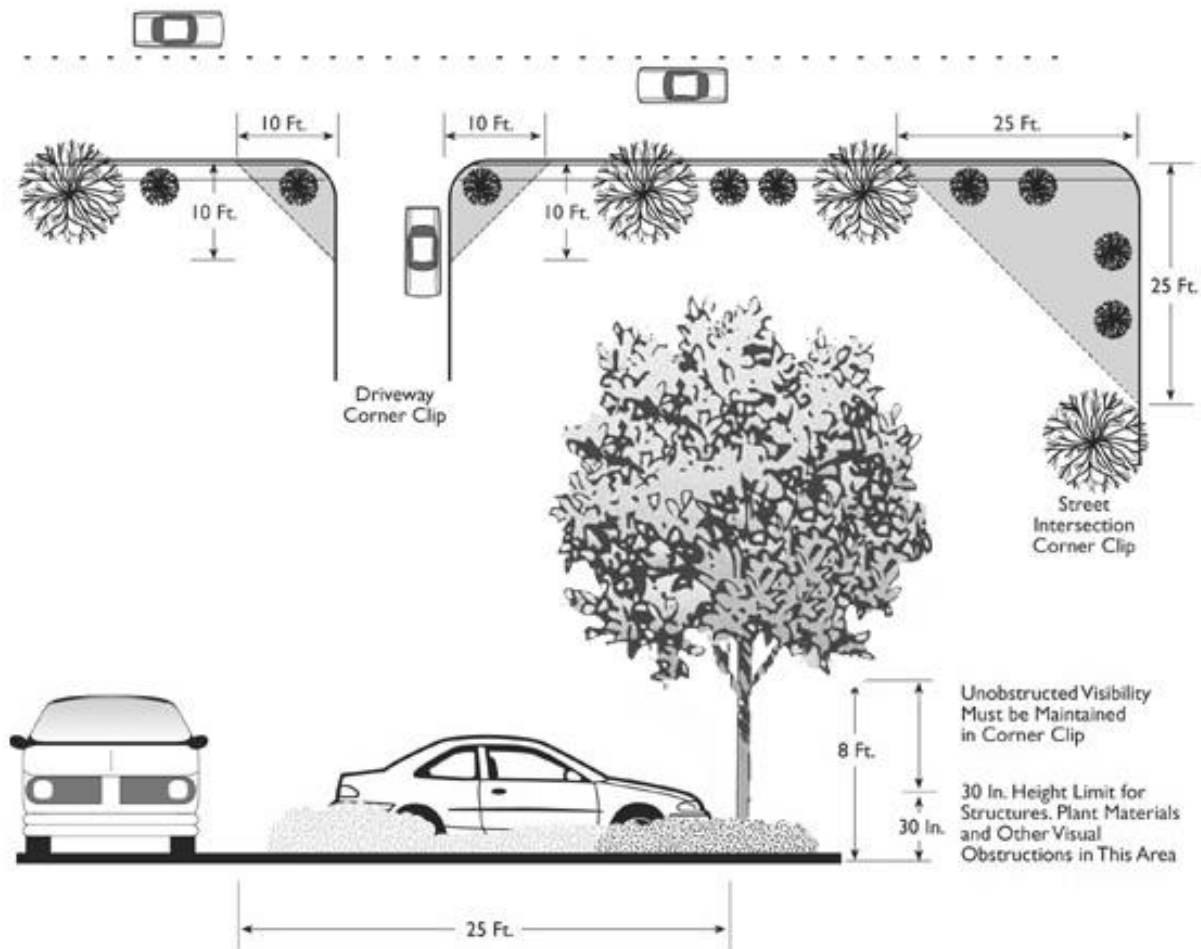 10 Ft.
10 Ft.
25 Ft.
10 Ft.
10 Ft.
25 Ft.
Driveway
Corner Clip
Street
Intersection
Corner Clip
Unobstructed Visibility
Must be Maintained
in Corner Clip
8 Ft.
30 In. Height Limit for
Structures. Plant Materials
and Other Visual
Obstructions in This Area
30 In.
25 Ft.